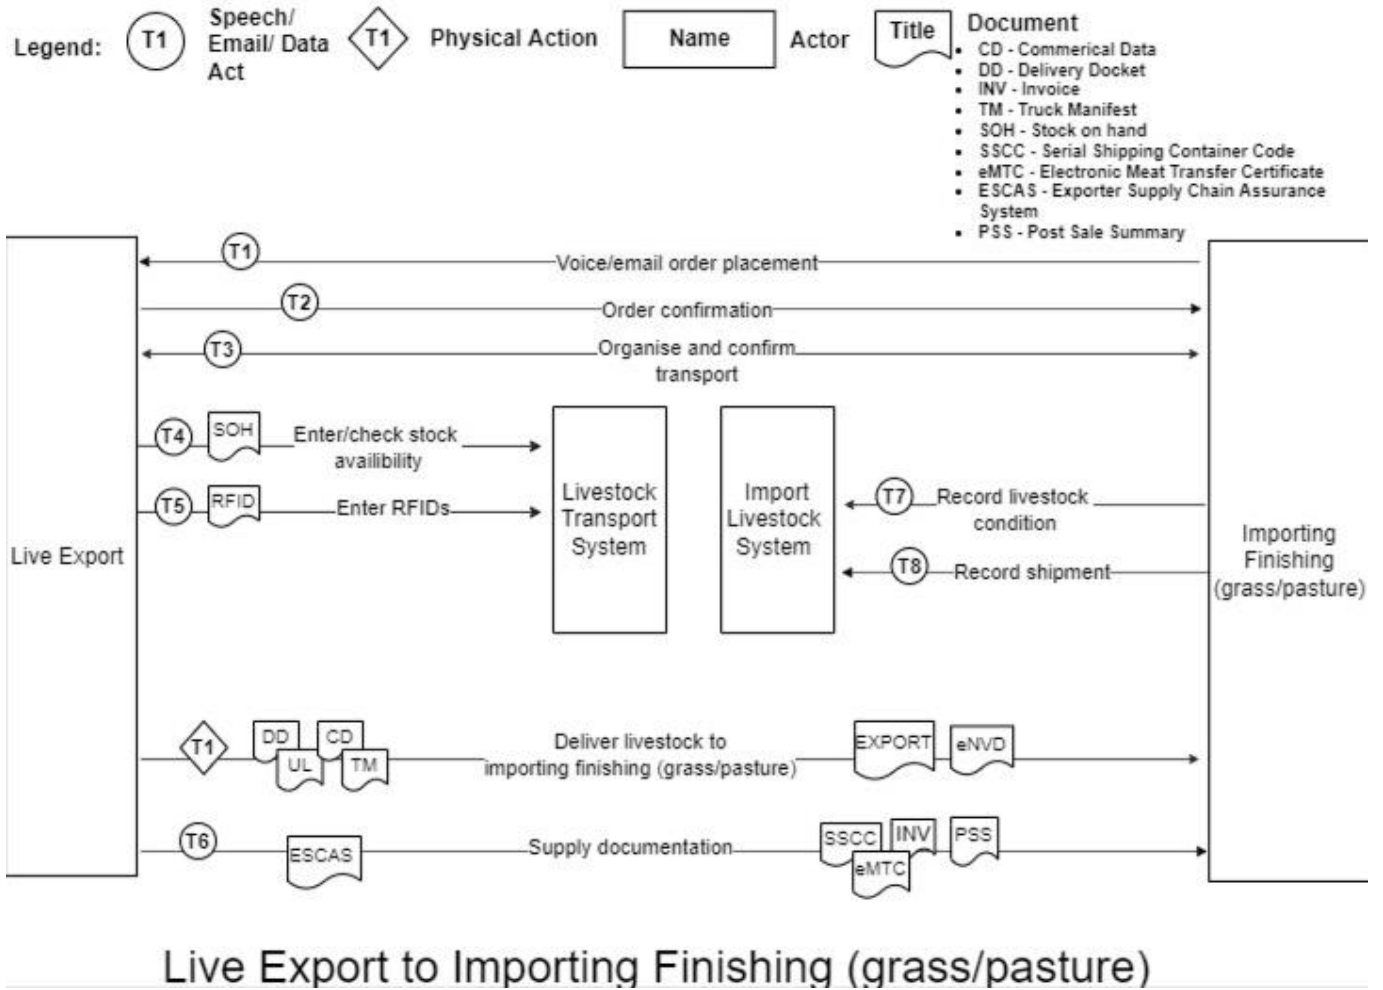 Legend:
T1
Speech/
Email/ Data
Act
T1
Physical Action
Name
Actor
Title
Document
• CD - Commerical Data
• DD - Delivery Docket
• INV - Invoice
• TM - Truck Manifest
• SOH - Stock on hand
• SSCC - Serial Shipping Container Code
• eMTC - Electronic Meat Transfer Certificate
• ESCAS - Exporter Supply Chain Assurance
System
• PSS - Post Sale Summary
T1
Voice/email order placement
T2
Order confirmation
T3
Organise and confirm
transport
T4
SOH
Enter/check stock
availibility
T5
RFID
Enter RFIDs
Live Export
Livestock
Transport
System
Import
Livestock
System
T7
Record livestock
condition
T8
Record shipment
Importing
Finishing
(grass/pasture)
T1
DD
CD
UL
TM
Deliver livestock to
importing finishing (grass/pasture)
EXPORT
eNVD
T6
ESCAS
Supply documentation
SSCC
INV
PSS
eMTC
Live Export to Importing Finishing (grass/pasture)